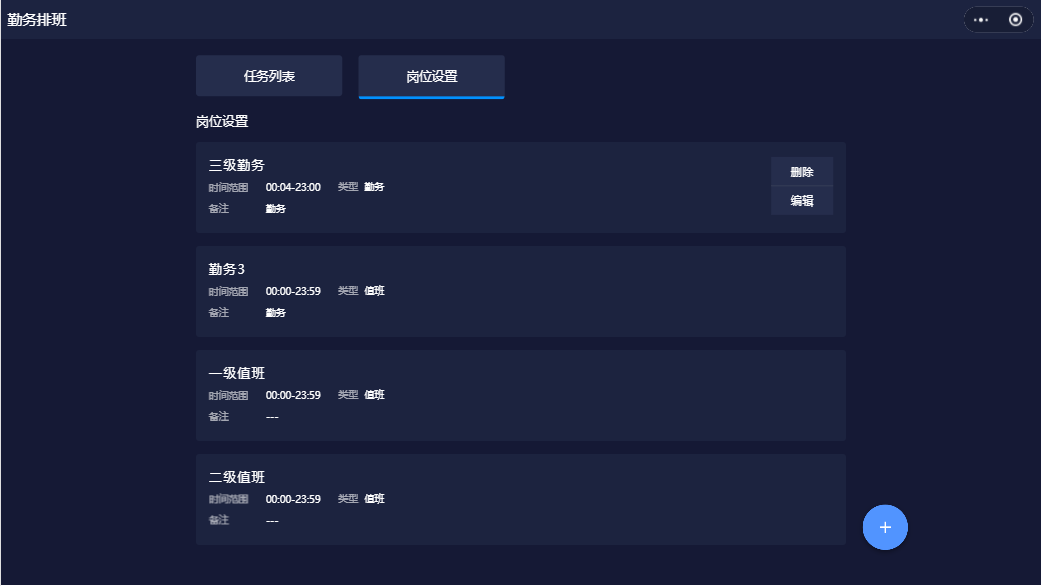 勤务排班
任务列表 岗位设置
岗位设置
三级勤务
时间范围 00:04-23:00 类型 勤务
备注 勤务
删除
编辑
勤务3
时间范围 00:00-23:59 类型 值班
备注 勤务
一级值班
时间范围 00:00-23:59 类型 值班
备注 ---
二级值班
时间范围 00:00-23:59 类型 值班
备注 ---
+